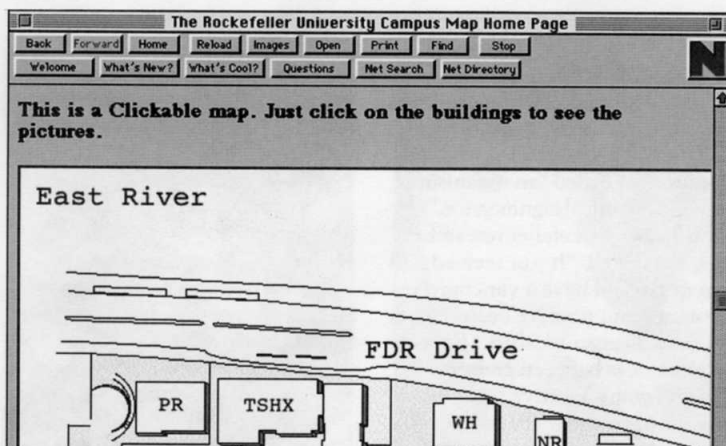 The Rockefeller University Campus Map Home Page
Back Forward Home Reload Images Open Print Find Stop
Welcome What's New? What's Cool? Questions Net Search Net Directory
N
This is a Clickable map. Just click on the buildings to see the
pictures.
East River
FDR Drive
PR TSHX WH NR